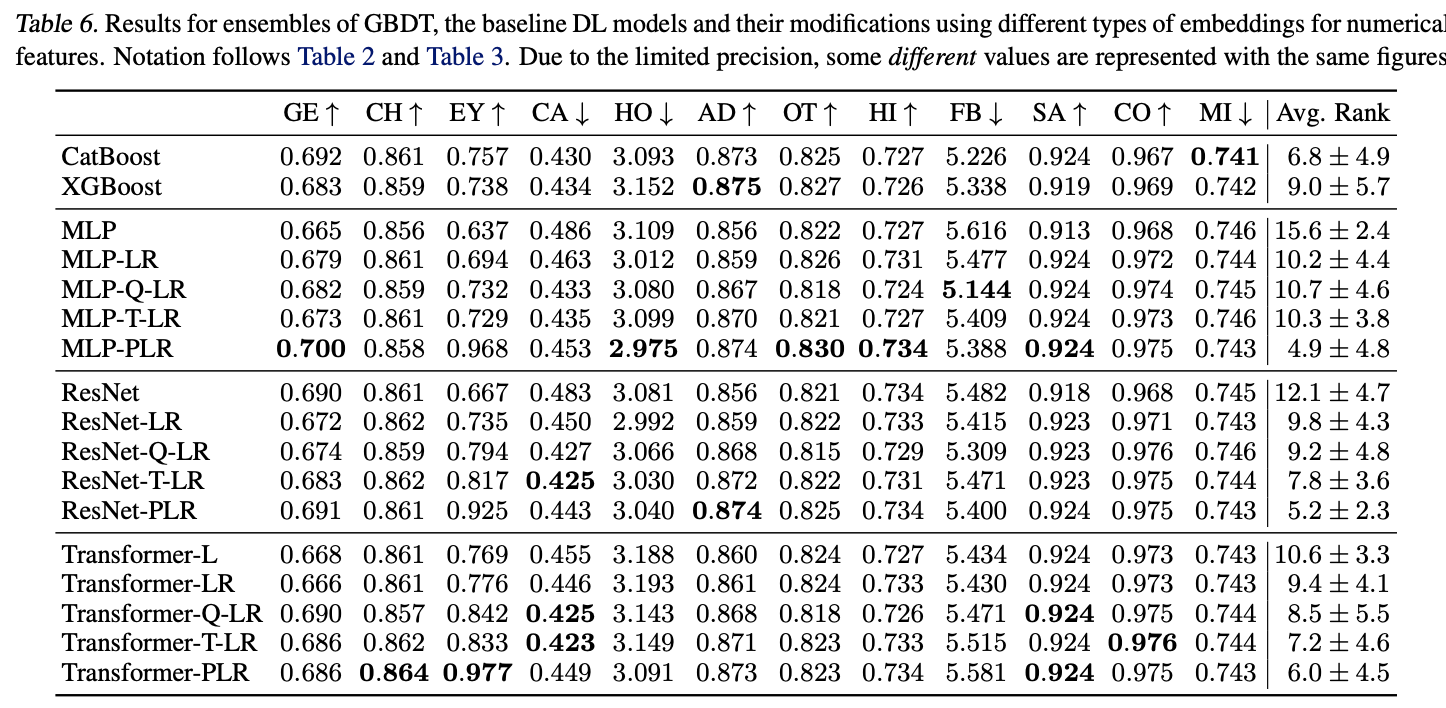 Table 6. Results for ensembles of GBDT, the baseline DL models and their modifications using different types of embeddings for numerical
features. Notation follows Table 2 and Table 3. Due to the limited precision, some different values are represented with the same figures
GE ↑ CH ↑ EY ↑ CA ↓ HO ↓ AD ↑ OT ↑ HI ↑ FB ↓ SA ↑ CO ↑ MI ↓ Avg. Rank
CatBoost 0.692 0.861 0.757 0.430 3.093 0.873 0.825 0.727 5.226 0.924 0.967 0.741 6.8 ± 4.9
XGBoost 0.683 0.859 0.738 0.434 3.152 0.875 0.827 0.726 5.338 0.919 0.969 0.742 9.0 ± 5.7
MLP 0.665 0.856 0.637 0.486 3.109 0.856 0.822 0.727 5.616 0.913 0.968 0.746 15.6 ± 2.4
MLP-LR 0.679 0.861 0.694 0.463 3.012 0.859 0.826 0.731 5.477 0.924 0.972 0.744 10.2 ± 4.4
MLP-Q-LR 0.682 0.859 0.732 0.433 3.080 0.867 0.818 0.724 5.144 0.924 0.974 0.745 10.7 ± 4.6
MLP-T-LR 0.673 0.861 0.729 0.435 3.099 0.870 0.821 0.727 5.409 0.924 0.973 0.746 10.3 ± 3.8
MLP-PLR 0.700 0.858 0.968 0.453 2.975 0.874 0.830 0.734 5.388 0.924 0.975 0.743 4.9 ± 4.8
ResNet 0.690 0.861 0.667 0.483 3.081 0.856 0.821 0.734 5.482 0.918 0.968 0.745 12.1 ± 4.7
ResNet-LR 0.672 0.862 0.735 0.450 2.992 0.859 0.822 0.733 5.415 0.923 0.971 0.743 9.8 ± 4.3
ResNet-Q-LR 0.674 0.859 0.794 0.427 3.066 0.868 0.815 0.729 5.309 0.923 0.976 0.746 9.2 ± 4.8
ResNet-T-LR 0.683 0.862 0.817 0.425 3.030 0.872 0.822 0.731 5.471 0.923 0.975 0.744 7.8 ± 3.6
ResNet-PLR 0.691 0.861 0.925 0.443 3.040 0.874 0.825 0.734 5.400 0.924 0.975 0.743 5.2 ± 2.3
Transformer-L 0.668 0.861 0.769 0.455 3.188 0.860 0.824 0.727 5.434 0.924 0.973 0.743 10.6 ± 3.3
Transformer-LR 0.666 0.861 0.776 0.446 3.193 0.861 0.824 0.733 5.430 0.924 0.973 0.743 9.4 ± 4.1
Transformer-Q-LR 0.690 0.857 0.842 0.425 3.143 0.868 0.818 0.726 5.471 0.924 0.975 0.744 8.5 ± 5.5
Transformer-T-LR 0.686 0.862 0.833 0.423 3.149 0.871 0.823 0.733 5.515 0.924 0.976 0.744 7.2 ± 4.6
Transformer-PLR 0.686 0.864 0.977 0.449 3.091 0.873 0.823 0.734 5.581 0.924 0.975 0.743 6.0 ± 4.5